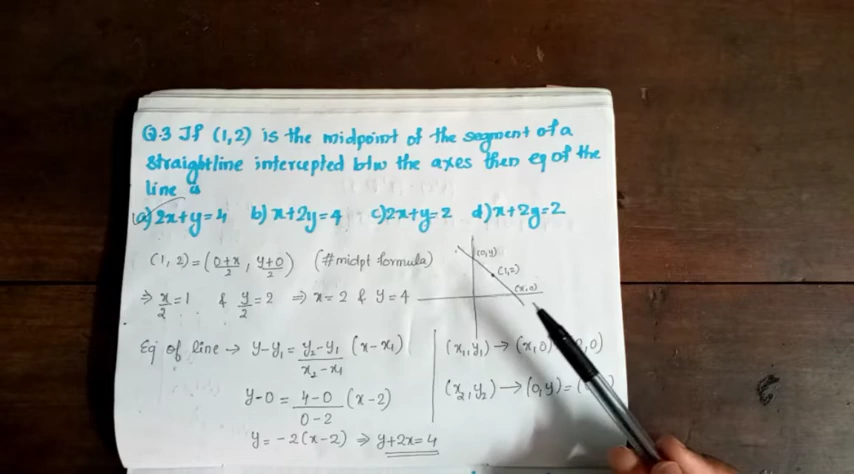 Q.3 If (1,2) is the midpoint of the segment of a
straightline intercepted btw the axes then eq of the
line is
(a) 2x+y=4 b) x+2y=4 c) 2x+y=2 d) x+2y=2
(1,2) = (0+x/2, y+0/2) (#midpt formula)
⇒ x/2 = 1 & y/2 = 2 ⇒ x = 2 & y = 4
(0,y)
(1,2)
(x,0)
Eq of line → y-y₁ = y₂-y₁/x₂-x₁ (x-x₁)
y-0 = 4-0/0-2 (x-2)
y = -2(x-2) ⇒ y+2x=4
(x₁,y₁) → (x,0) ,0)
(x₂,y₂) → (0,y) = (